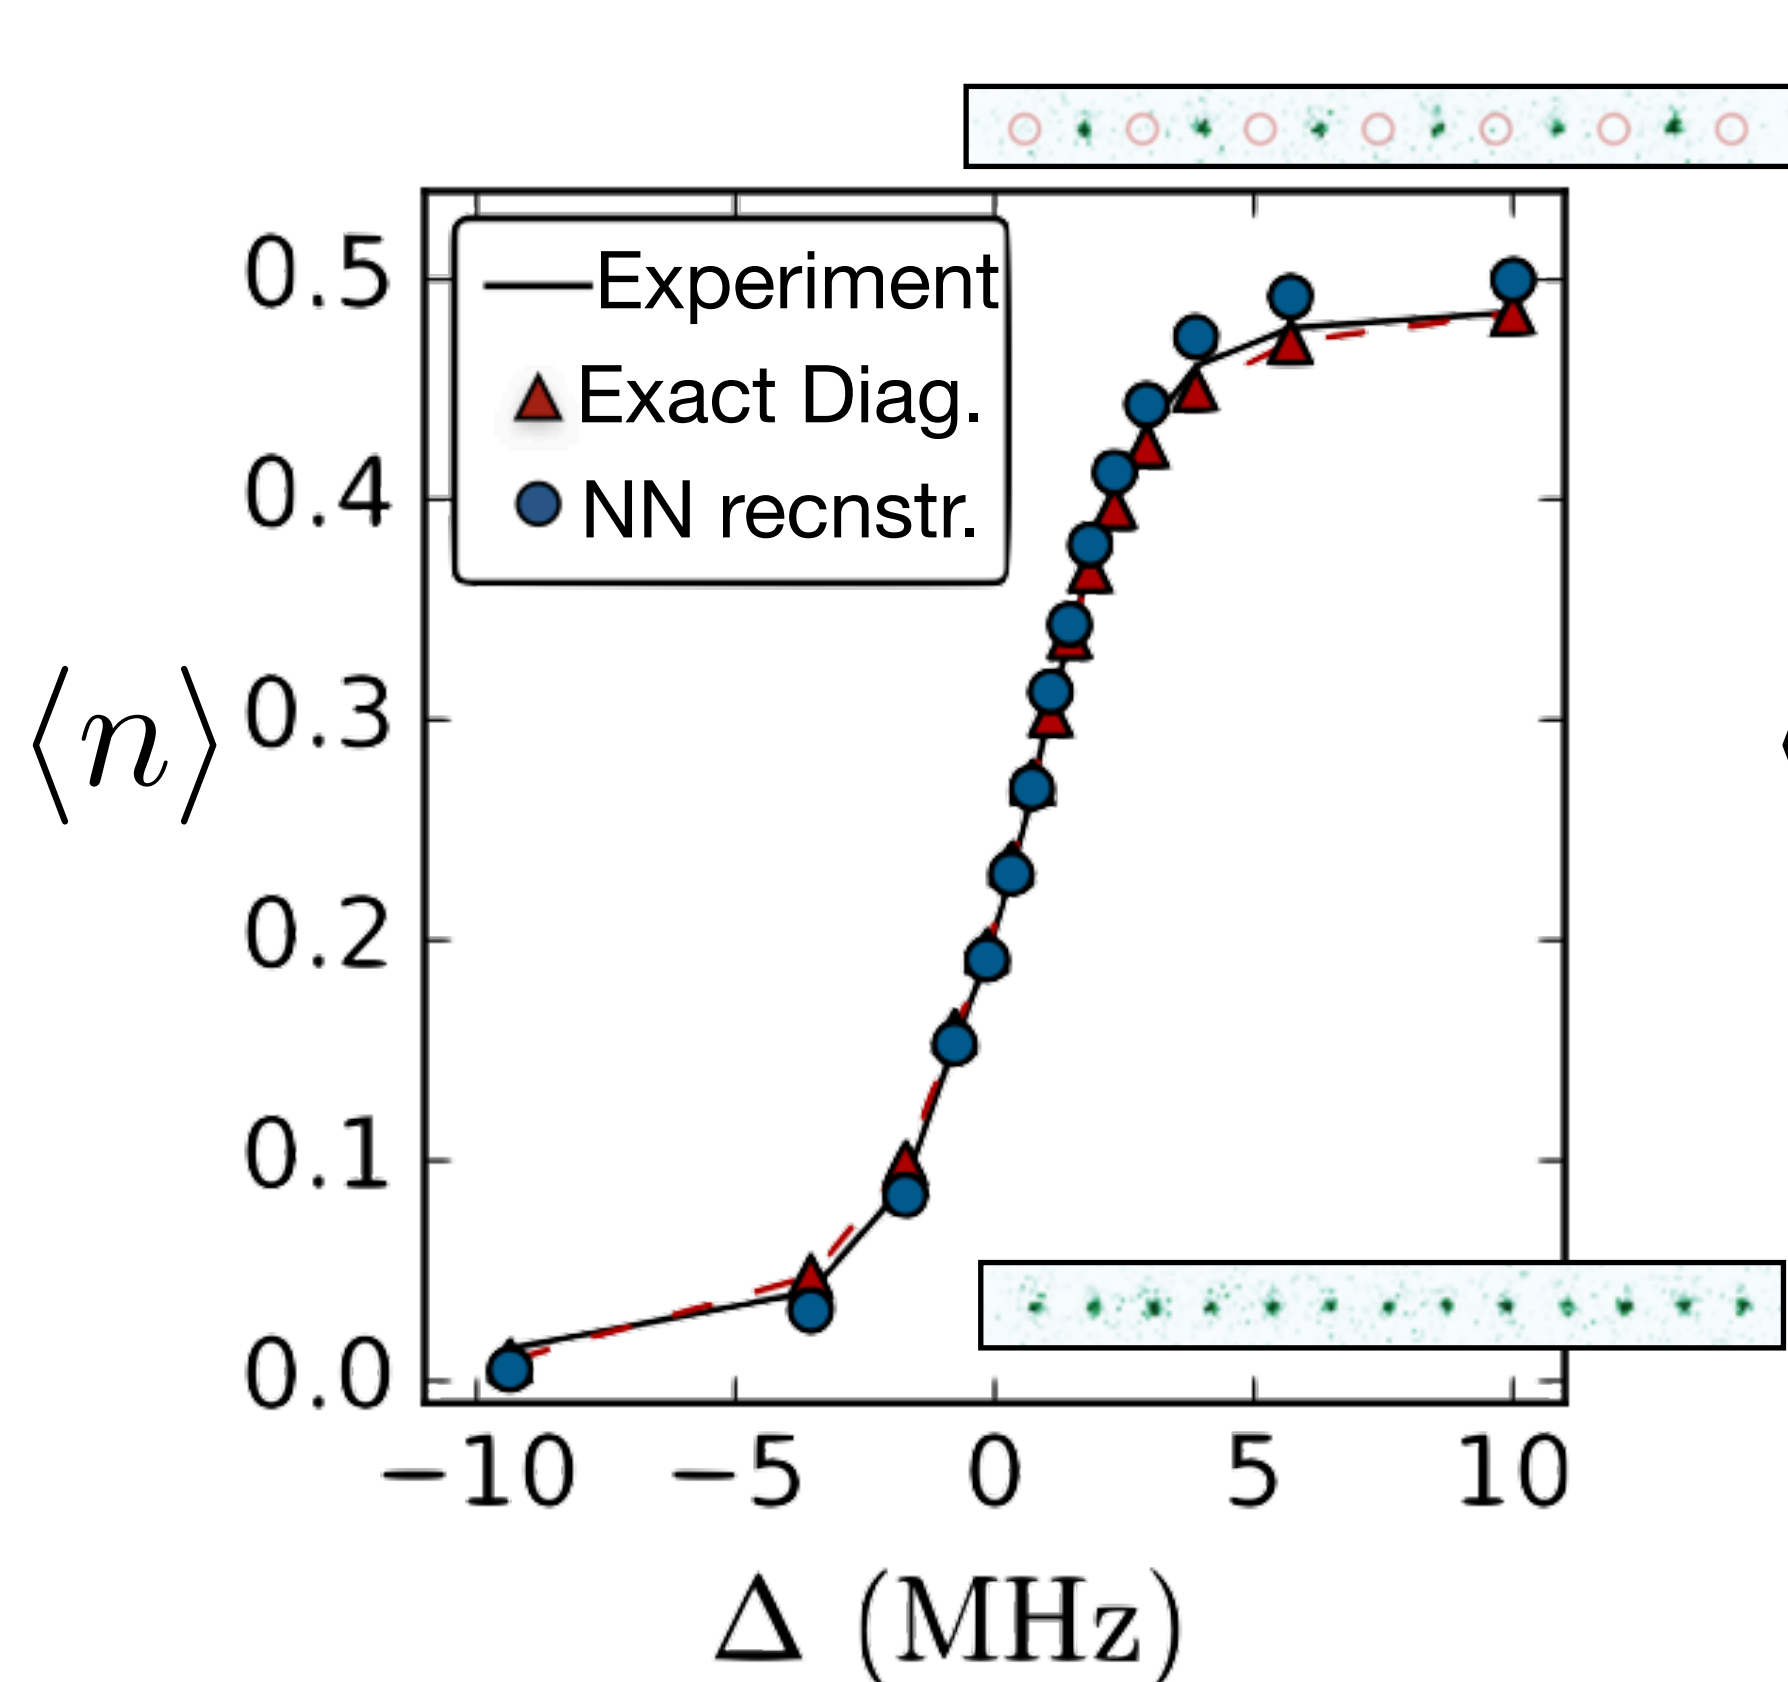 Experiment
Exact Diag.
NN recnstr.
0.5
0.4
0.3
0.2
0.1
0.0
⟨n⟩
−10 −5 0 5 10
Δ (MHz)